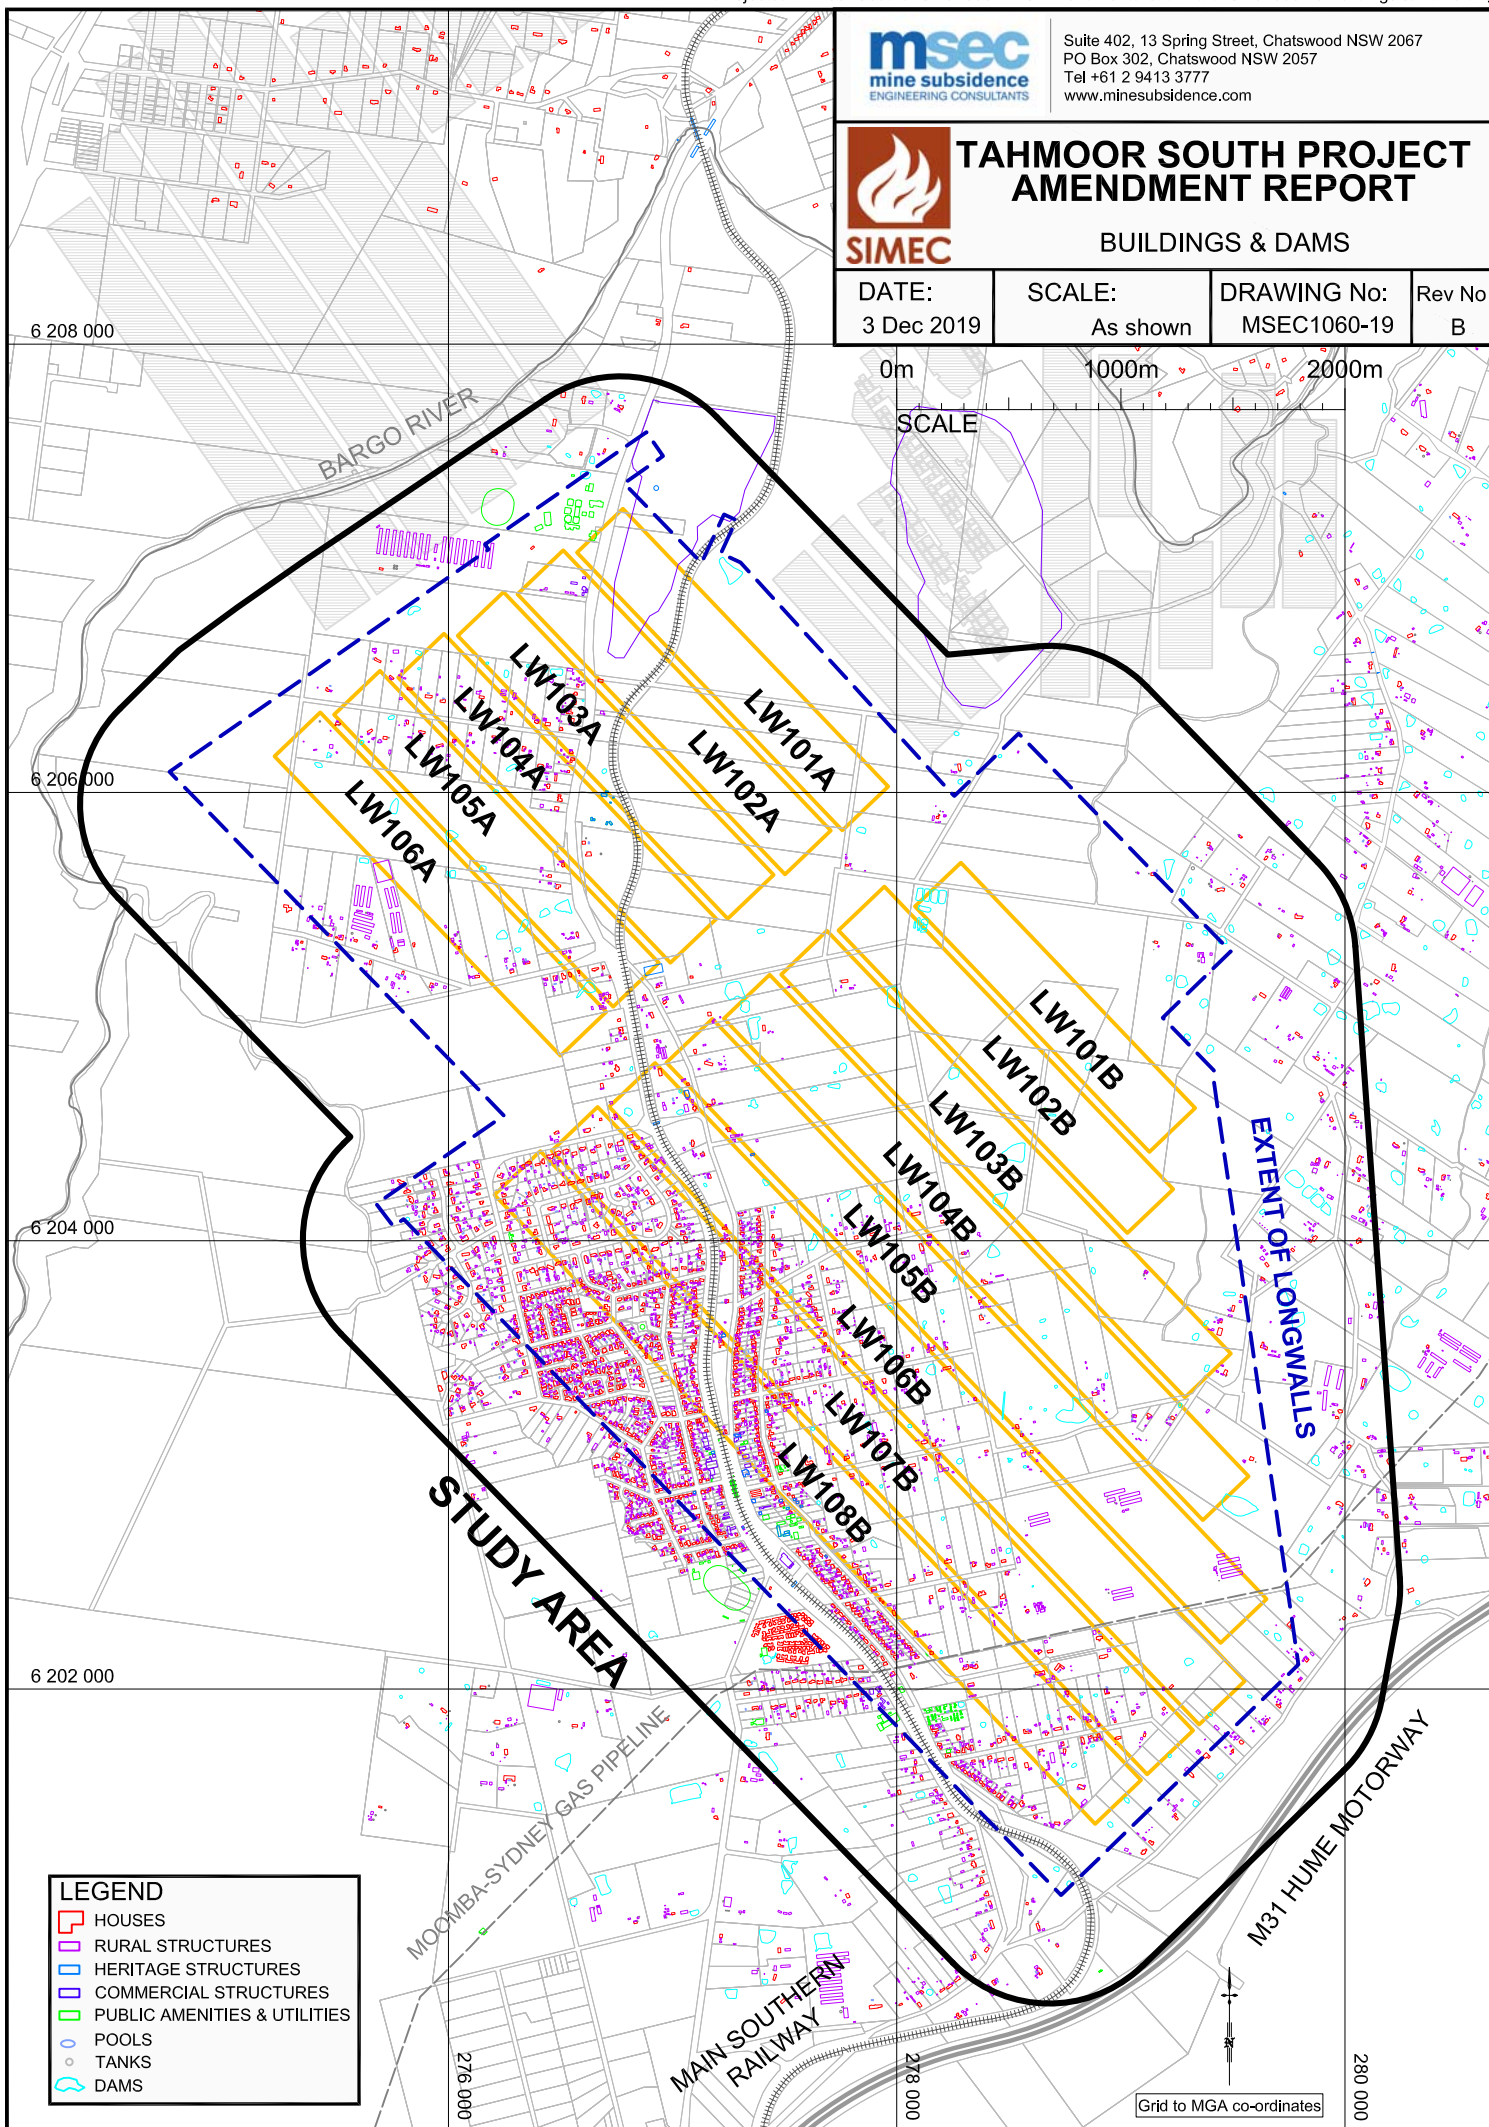 msec
mine subsidence
ENGINEERING CONSULTANTS
Suite 402, 13 Spring Street, Chatswood NSW 2067
PO Box 302, Chatswood NSW 2057
Tel +61 2 9413 3777
www.minesubsidence.com
SIMEC
TAHMOOR SOUTH PROJECT
AMENDMENT REPORT
BUILDINGS & DAMS
DATE:
3 Dec 2019
SCALE:
As shown
DRAWING No:
MSEC1060-19
Rev No
B
6 208 000
0m
1000m
2000m
SCALE
BARGO RIVER
LW103A
LW104A
LW101A
LW102A
LW105A
LW106A
6 206 000
LW101B
LW102B
LW103B
LW104B
LW105B
LW106B
LW107B
LW108B
EXTENT OF LONGWALLS
6 204 000
STUDY AREA
6 202 000
MOOMBA-SYDNEY GAS PIPELINE
M31 HUME MOTORWAY
MAIN SOUTHERN
RAILWAY
LEGEND
HOUSES
RURAL STRUCTURES
HERITAGE STRUCTURES
COMMERCIAL STRUCTURES
PUBLIC AMENITIES & UTILITIES
POOLS
TANKS
DAMS
276 000
278 000
280 000
N
Grid to MGA co-ordinates